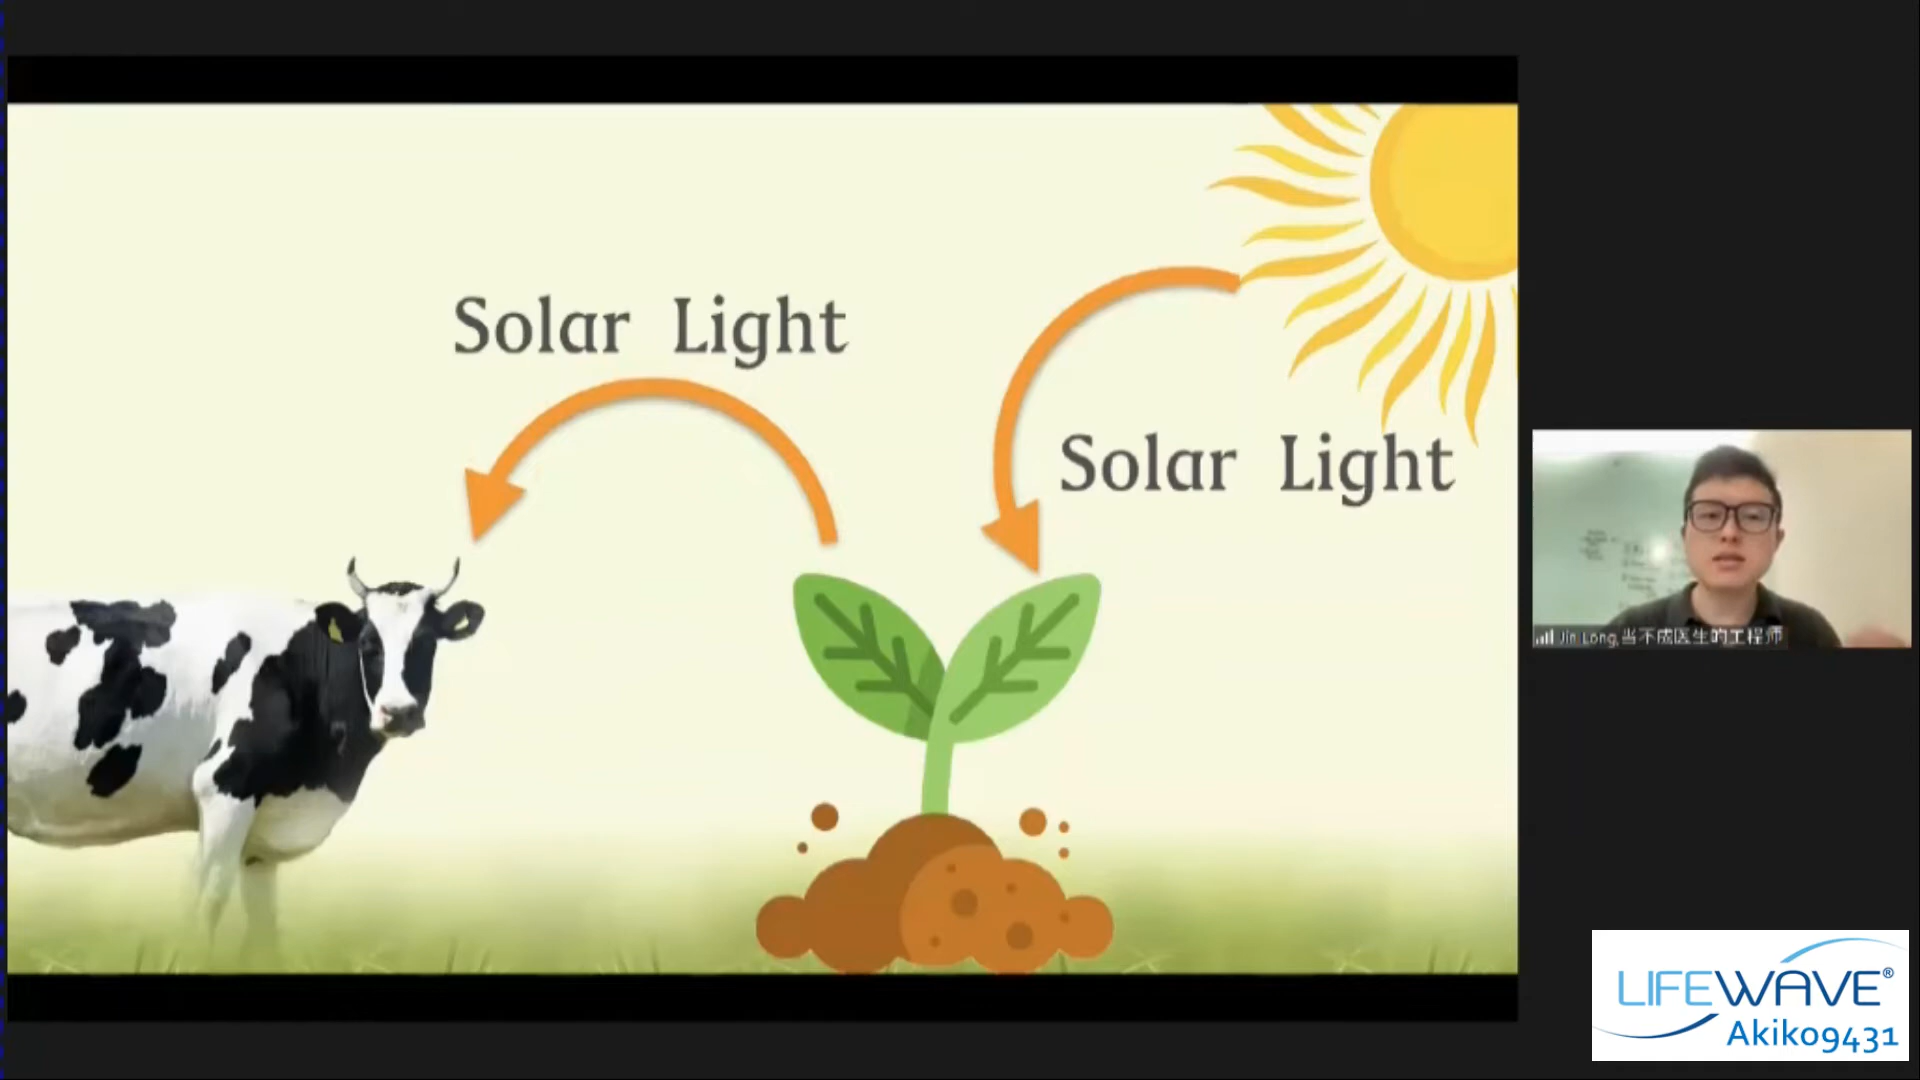 Solar Light
Solar Light
Jin Long,当不成医生的工程师
LIFEWAVE®
Akiko9431